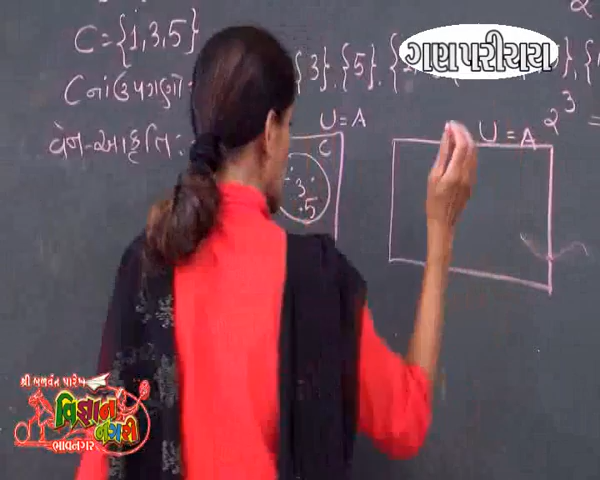 ગણપરીચય
C={1,3,5}
{3},{5},
C નાં ઉપગણો
2³ =
વેન-આકૃતિ:
U=A
C
3
5
U=A
શ્રી બળવંત પારેખ
વિજ્ઞાન
નગરી
ભાવનગર